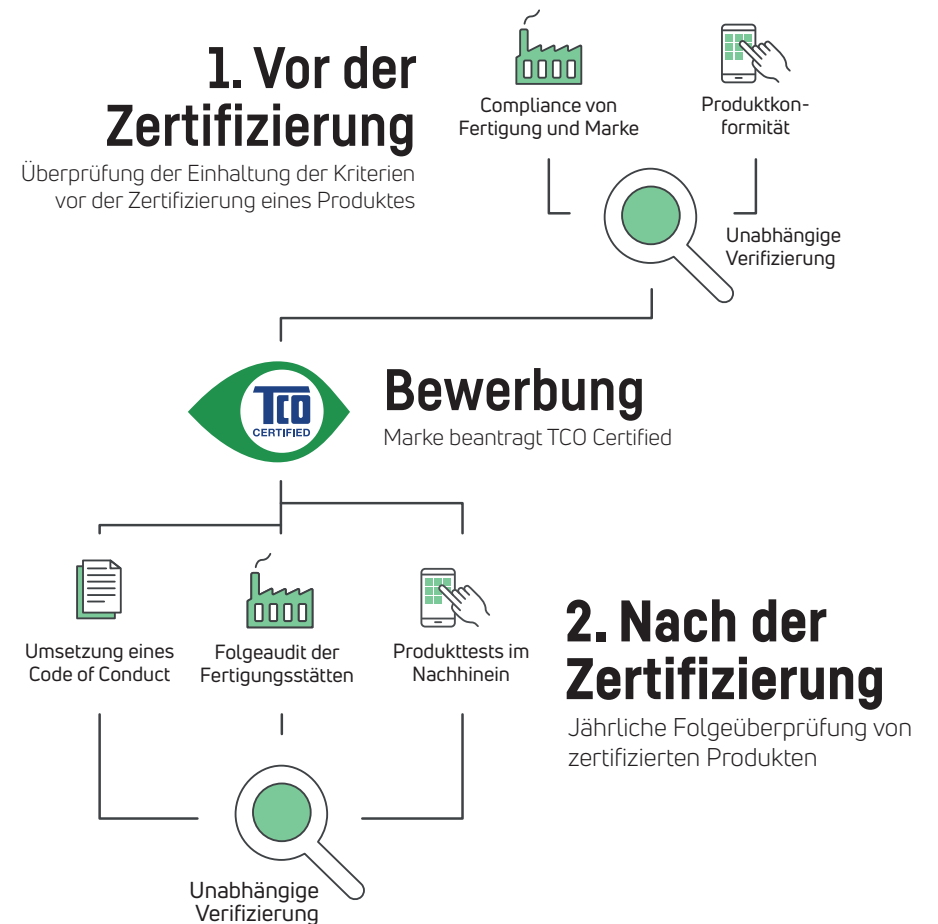 1. Vor der
Zertifizierung
Überprüfung der Einhaltung der Kriterien
vor der Zertifizierung eines Produktes
Compliance von
Fertigung und Marke
Produktkon-
formität
Unabhängige
Verifizierung
TCO
CERTIFIED
Bewerbung
Marke beantragt TCO Certified
Umsetzung eines
Code of Conduct
Folgeaudit der
Fertigungsstätten
Produkttests im
Nachhinein
2. Nach der
Zertifizierung
Jährliche Folgeüberprüfung von
zertifizierten Produkten
Unabhängige
Verifizierung